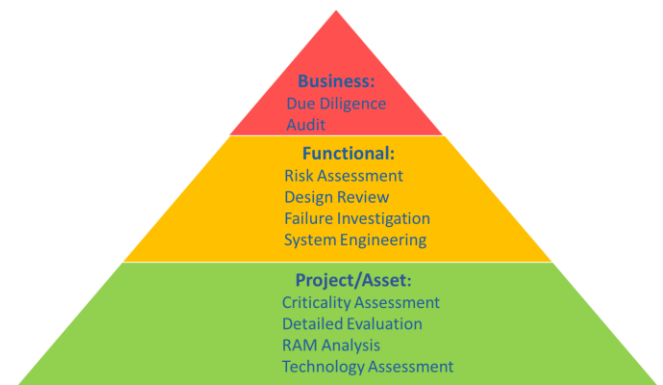 Business:
Due Diligence
Audit
Functional:
Risk Assessment
Design Review
Failure Investigation
System Engineering
Project/Asset:
Criticality Assessment
Detailed Evaluation
RAM Analysis
Technology Assessment